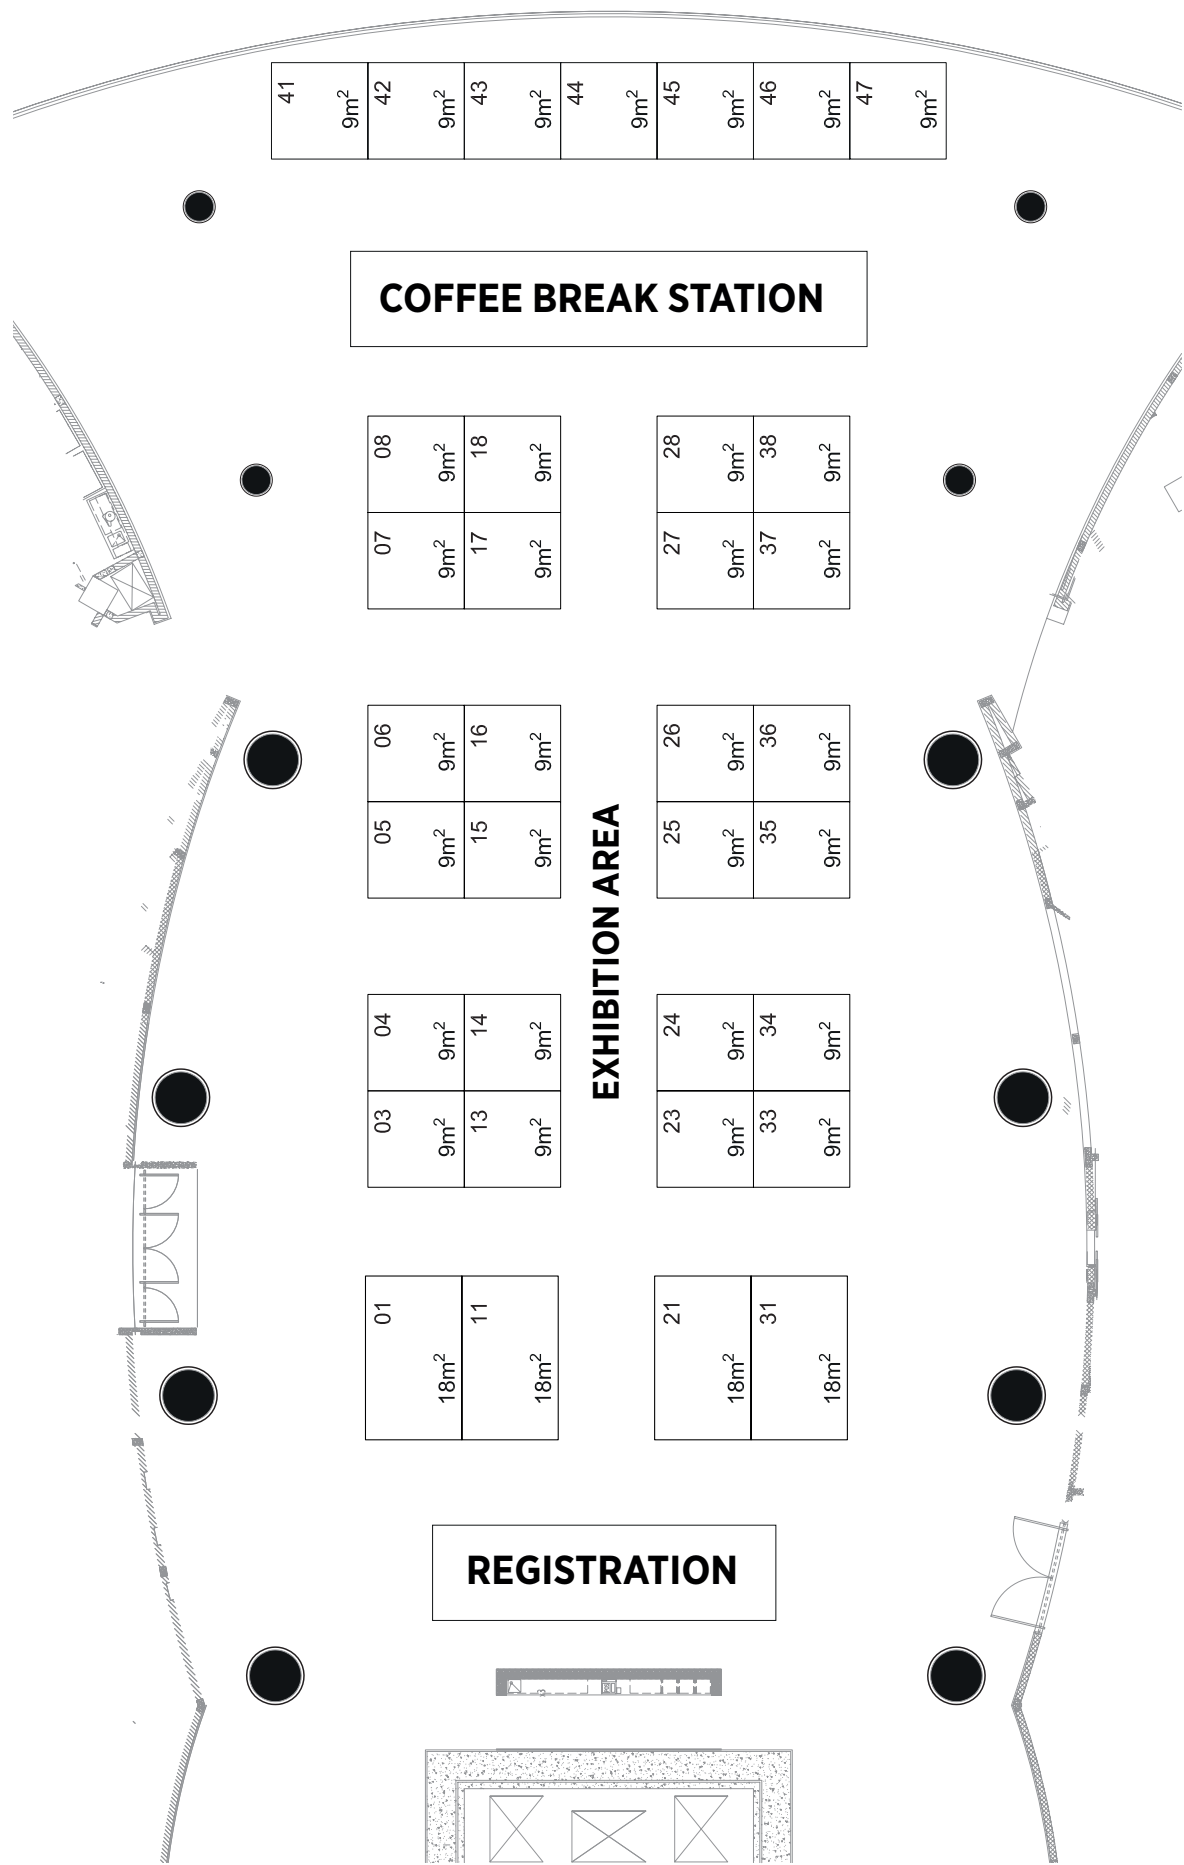 41 9m² 42 9m² 43 9m² 44 9m² 45 9m² 46 9m² 47 9m²
COFFEE BREAK STATION
08 9m² 18 9m² 28 9m² 38 9m²
07 9m² 17 9m² 27 9m² 37 9m²
06 9m² 16 9m² 26 9m² 36 9m²
05 9m² 15 9m² 25 9m² 35 9m²
EXHIBITION AREA
04 9m² 14 9m² 24 9m² 34 9m²
03 9m² 13 9m² 23 9m² 33 9m²
01 18m² 11 18m² 21 18m² 31 18m²
REGISTRATION